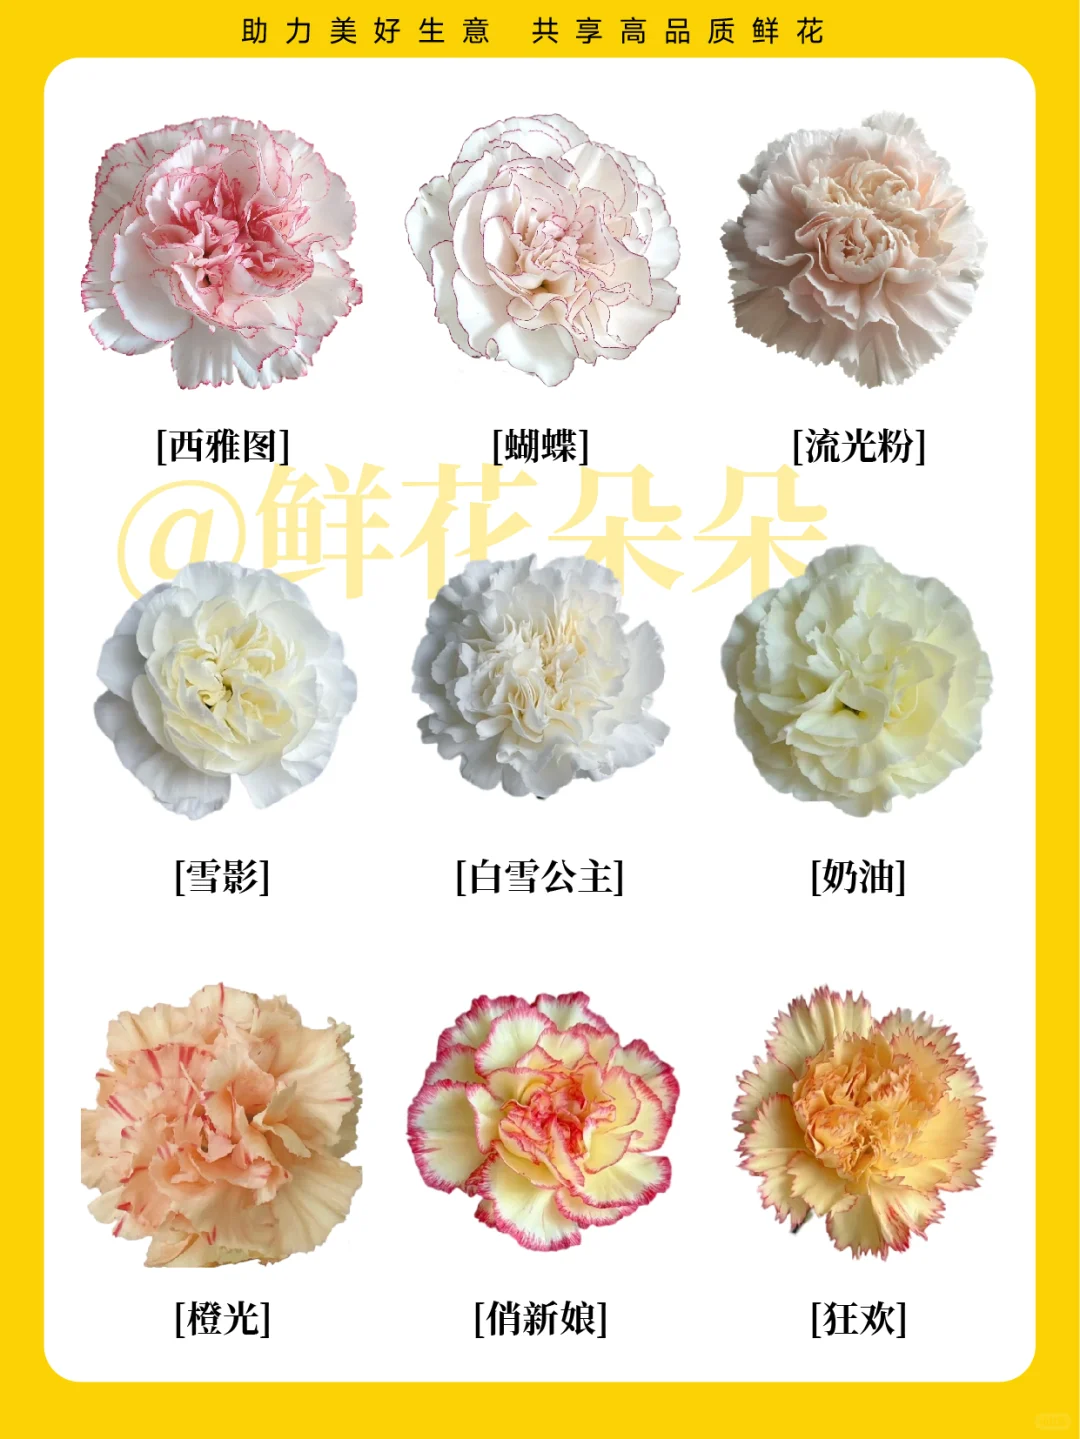 助力美好生意 共享高品质鲜花
[西雅图]
[蝴蝶]
[流光粉]
@鲜花朵朵
[雪影]
[白雪公主]
[奶油]
[橙光]
[俏新娘]
[狂欢]